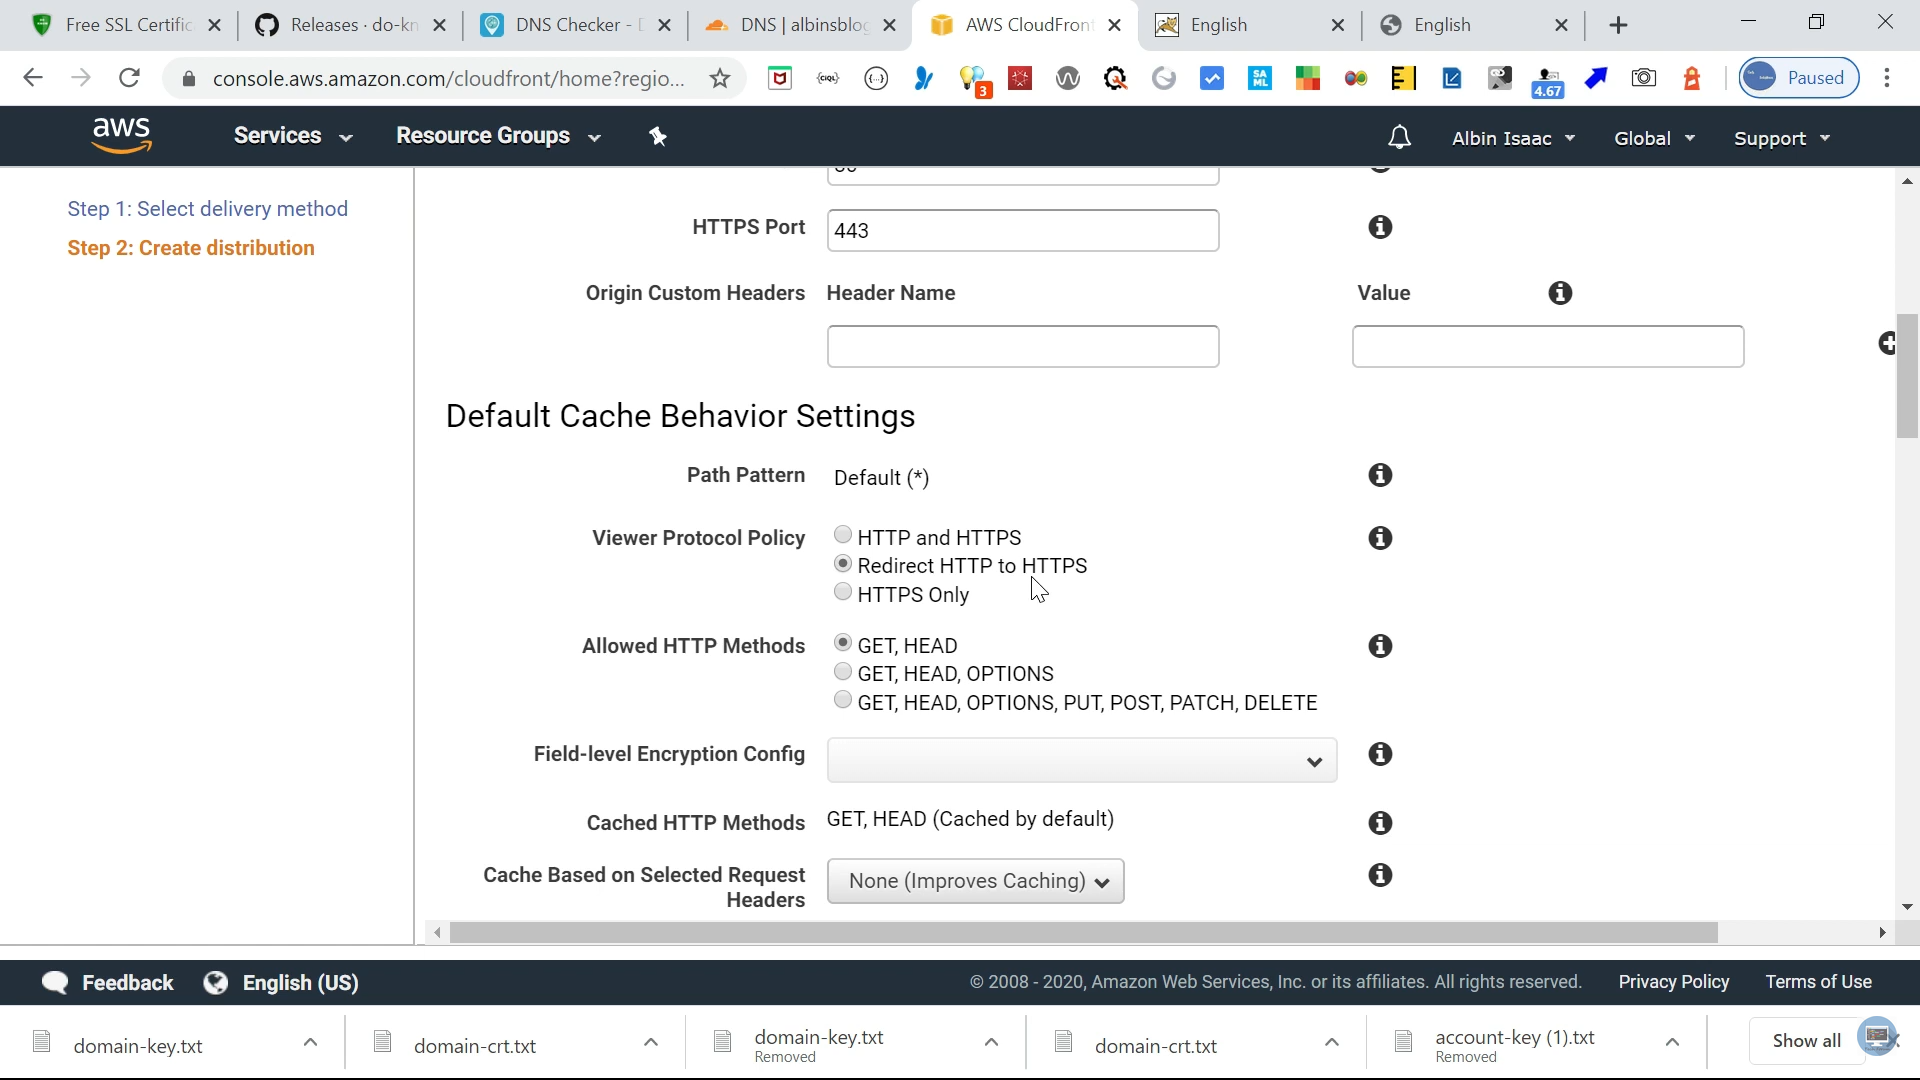 Free SSL Certific
Releases · do-kn
DNS Checker - D
DNS | albinsblog
AWS CloudFront
English
English
console.aws.amazon.com/cloudfront/home?regio...
3
SA
ML
4.67
Paused
aws
Services
Resource Groups
Albin Isaac
Global
Support
Step 1: Select delivery method
Step 2: Create distribution
HTTPS Port
443
Origin Custom Headers
Header Name
Value
Default Cache Behavior Settings
Path Pattern
Default (*)
Viewer Protocol Policy
HTTP and HTTPS
Redirect HTTP to HTTPS
HTTPS Only
Allowed HTTP Methods
GET, HEAD
GET, HEAD, OPTIONS
GET, HEAD, OPTIONS, PUT, POST, PATCH, DELETE
Field-level Encryption Config
Cached HTTP Methods
GET, HEAD (Cached by default)
Cache Based on Selected Request
Headers
None (Improves Caching)
Feedback
English (US)
© 2008 - 2020, Amazon Web Services, Inc. or its affiliates. All rights reserved.
Privacy Policy
Terms of Use
domain-key.txt
domain-crt.txt
domain-key.txt
Removed
domain-crt.txt
account-key (1).txt
Removed
Show all